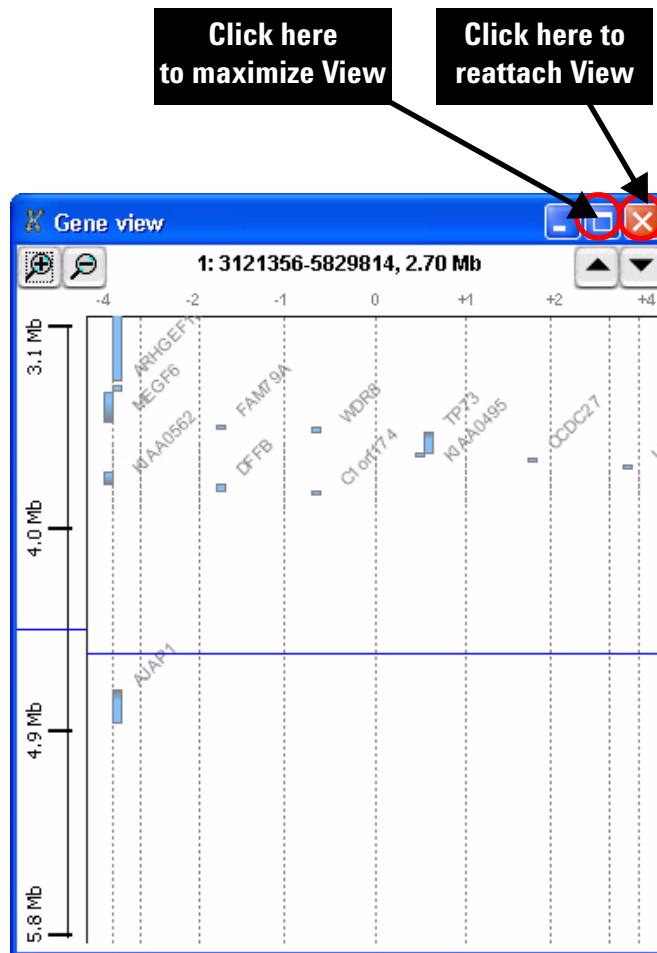 Click here
to maximize View
Click here to
reattach View
Gene view
1: 3121356-5829814, 2.70 Mb
-4 -2 -1 0 +1 +2 +4
3.1 Mb
4.0 Mb
4.9 Mb
5.8 Mb
MEGF6
KIAA0562
FAM79A
DFFB
WDR8
C1orf174
TP73
KIAA0495
CCDC27
AJAP1